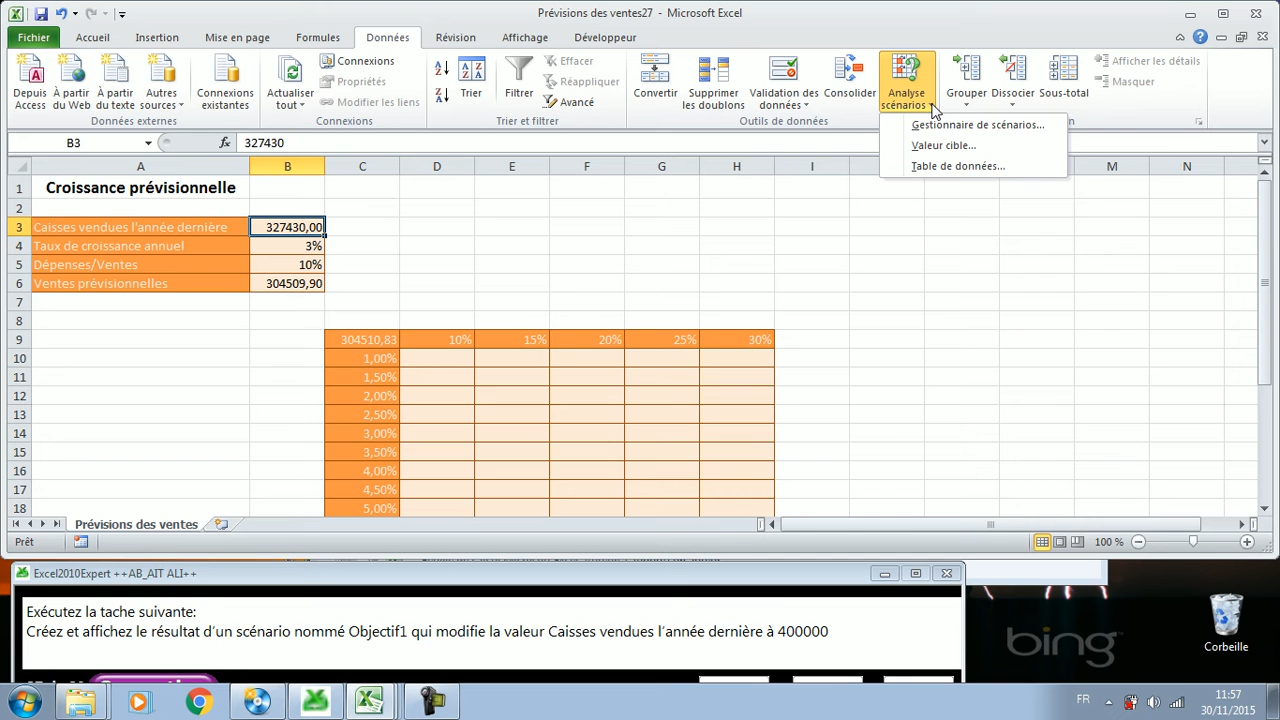 Prévisions des ventes27 - Microsoft Excel
Fichier Accueil Insertion Mise en page Formules Données Révision Affichage Développeur
Depuis Access
À partir du Web
À partir du texte
Autres sources
Connexions existantes
Données externes
Actualiser tout
Connexions
Propriétés
Modifier les liens
Connexions
Trier
Filtrer
Effacer
Réappliquer
Avancé
Trier et filtrer
Convertir
Supprimer les doublons
Validation des données
Consolider
Analyse scénarios
Outils de données
Grouper
Dissocier
Sous-total
Afficher les détails
Masquer
Gestionnaire de scénarios...
Valeur cible...
Table de données...
B3 fx 327430
A B C D E F G H I M N
1 Croissance prévisionnelle
2
3 Caisses vendues l'année dernière 327430,00
4 Taux de croissance annuel 3%
5 Dépenses/Ventes 10%
6 Ventes prévisionnelles 304509,90
7
8
9 304510,83 10% 15% 20% 25% 30%
10 1,00%
11 1,50%
12 2,00%
13 2,50%
14 3,00%
15 3,50%
16 4,00%
17 4,50%
18 5,00%
Prévisions des ventes
Prêt 100 %
Excel2010Expert ++AB_AIT ALI++
Exécutez la tache suivante:
Créez et affichez le résultat d'un scénario nommé Objectif1 qui modifie la valeur Caisses vendues l'année dernière à 400000
bing
Corbeille
FR
11:57
30/11/2015